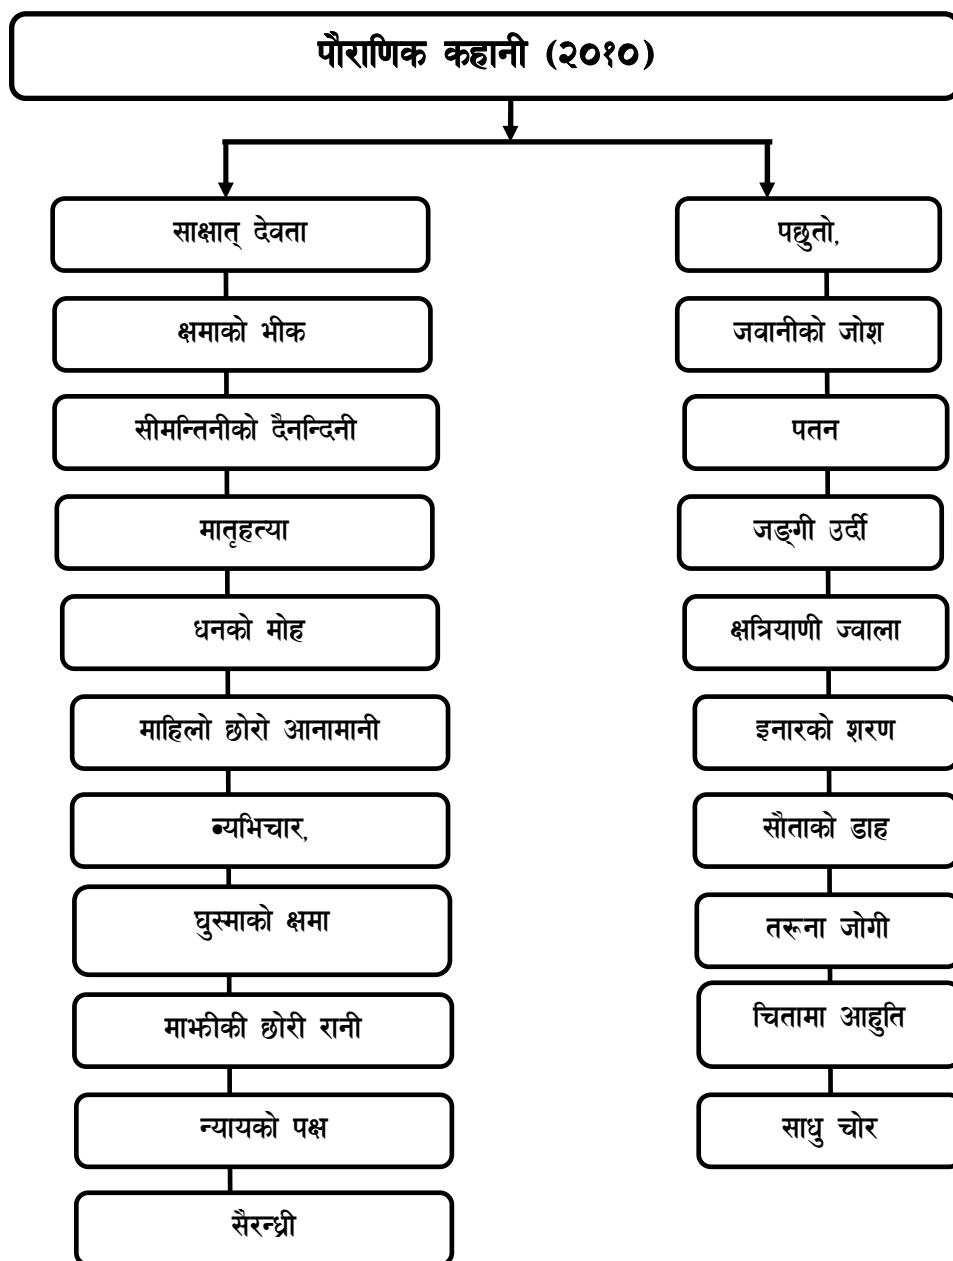 पौराणिक कहानी (२०१०)
साक्षात् देवता
क्षमाको भीक
सीमन्तिनीको दैनन्दिनी
मातृहत्या
धनको मोह
माहिलो छोरो आनामानी
ब्यभिचार,
घुस्माको क्षमा
माझीकी छोरी रानी
न्यायको पक्ष
सैरन्ध्री
पछुतो,
जवानीको जोश
पतन
जङ्गी उर्दी
क्षत्रियाणी ज्वाला
इनारको शरण
सौताको डाह
तरूना जोगी
चितामा आहुति
साधु चोर